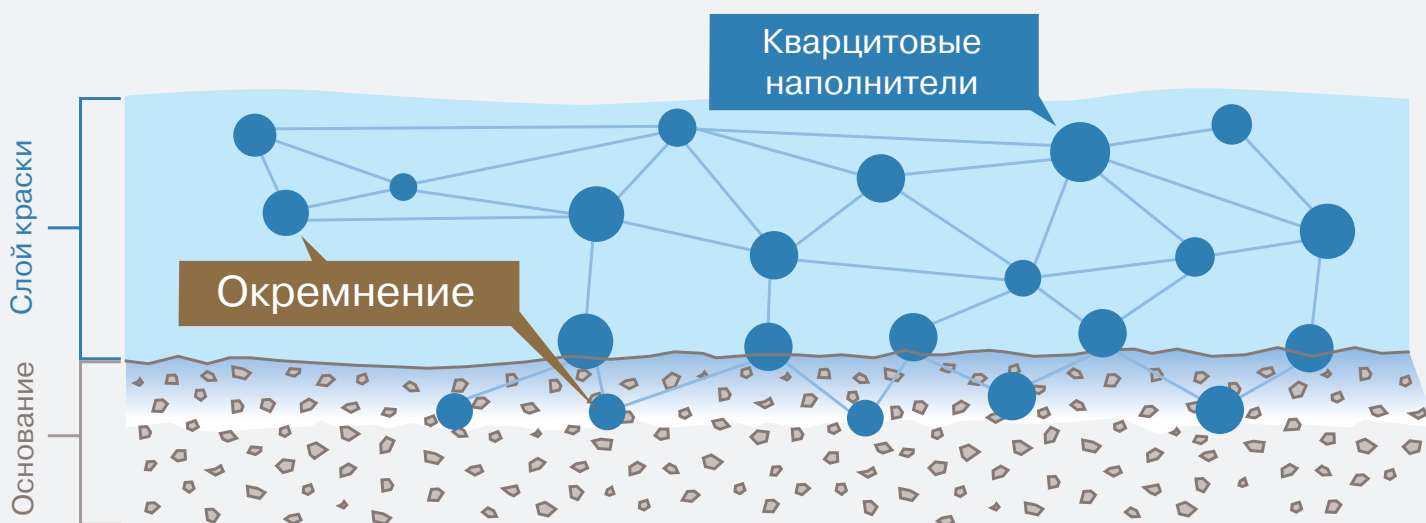 Кварцитовые
наполнители
Слой краски
Окремнение
Основание